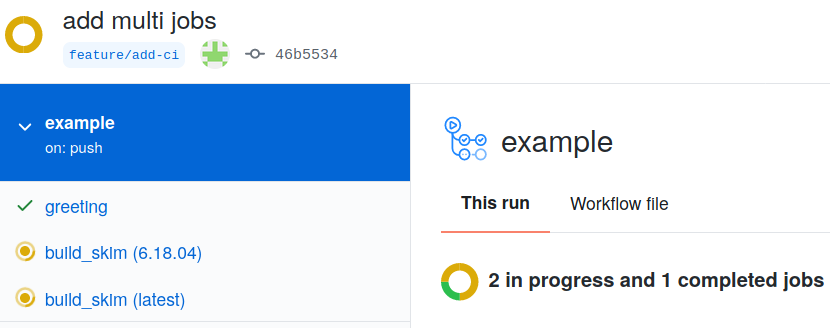 add multi jobs
feature/add-ci 46b5534
example
on: push
greeting
build_skim (6.18.04)
build_skim (latest)
example
This run Workflow file
2 in progress and 1 completed jobs